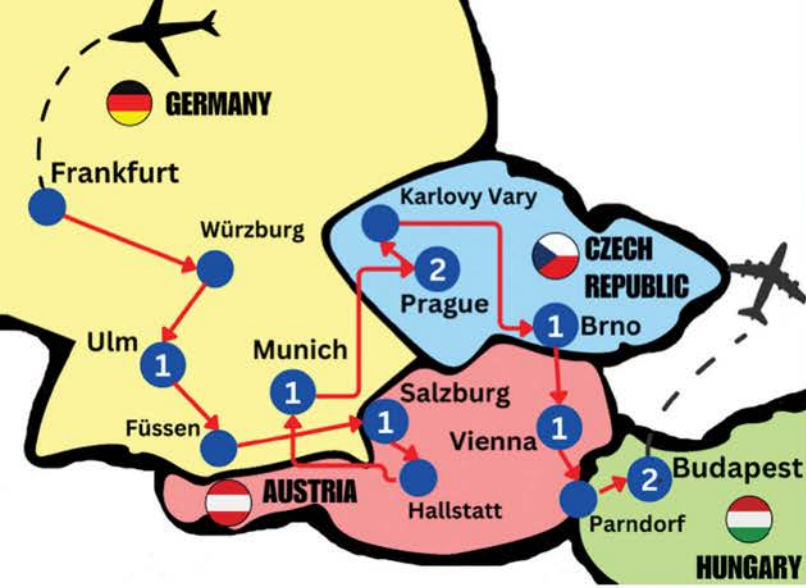 GERMANY
Frankfurt
Würzburg
Karlovy Vary
CZECH
REPUBLIC
2
Prague
1 Brno
Ulm 1
Munich
1
Salzburg
1
Füssen
Vienna 1
AUSTRIA
Hallstatt
2 Budapest
Parndorf
HUNGARY